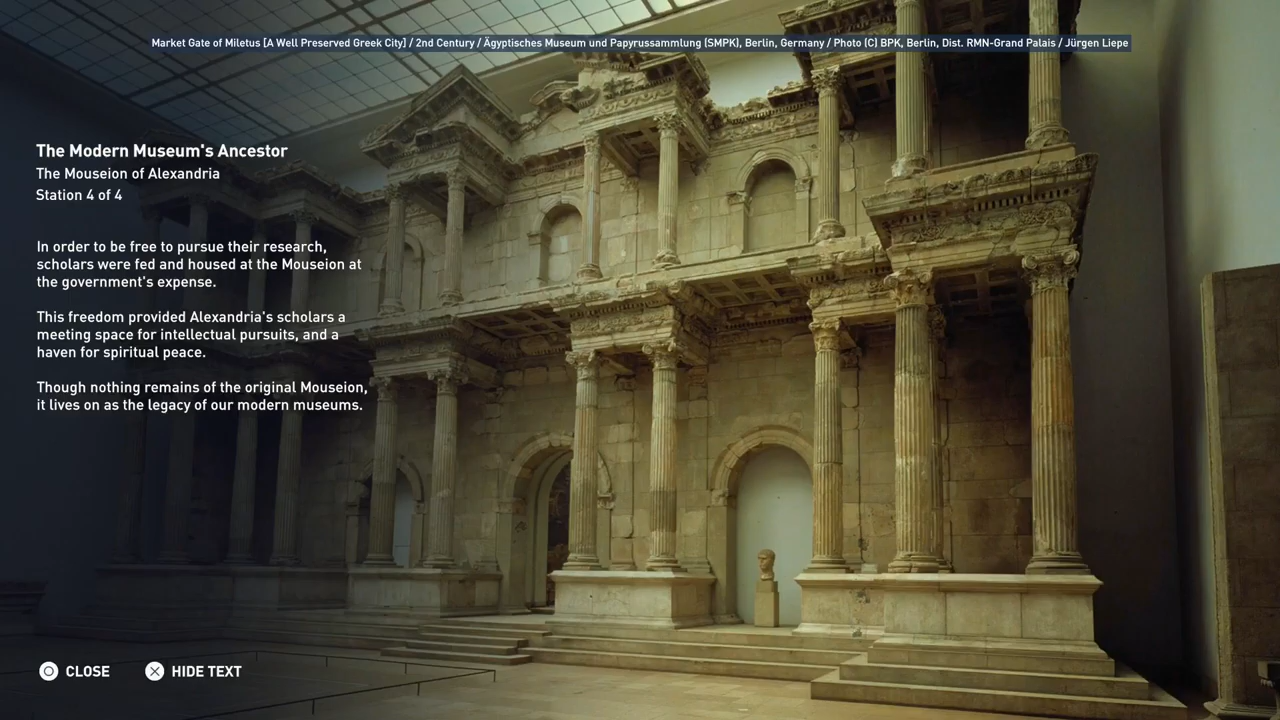 Market Gate of Miletus [A Well Preserved Greek City] / 2nd Century / Ägyptisches Museum und Papyrussammlung (SMPK), Berlin, Germany / Photo (C) BPK, Berlin, Dist. RMN-Grand Palais / Jürgen Liepe
The Modern Museum's Ancestor
The Mouseion of Alexandria
Station 4 of 4
In order to be free to pursue their research,
scholars were fed and housed at the Mouseion at
the government's expense.
This freedom provided Alexandria's scholars a
meeting space for intellectual pursuits, and a
haven for spiritual peace.
Though nothing remains of the original Mouseion,
it lives on as the legacy of our modern museums.
CLOSE HIDE TEXT